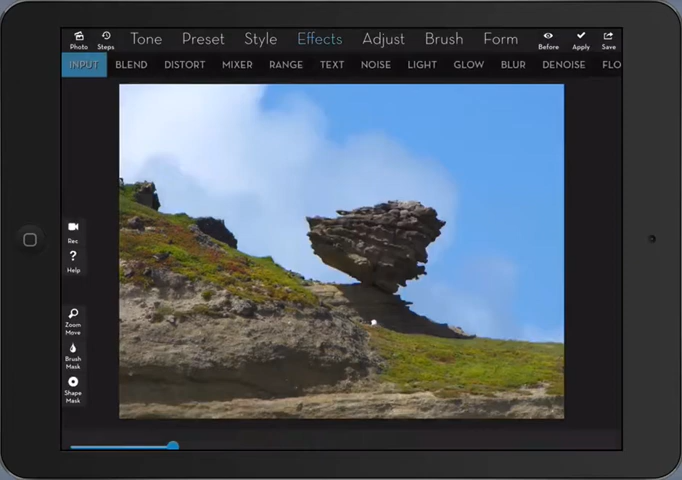 Photo
Steps
Tone
Preset
Style
Effects
Adjust
Brush
Form
Before
Apply
Save
INPUT
BLEND
DISTORT
MIXER
RANGE
TEXT
NOISE
LIGHT
GLOW
BLUR
DENOISE
FLO
Rec
Help
Zoom
Move
Brush
Mask
Shape
Mask